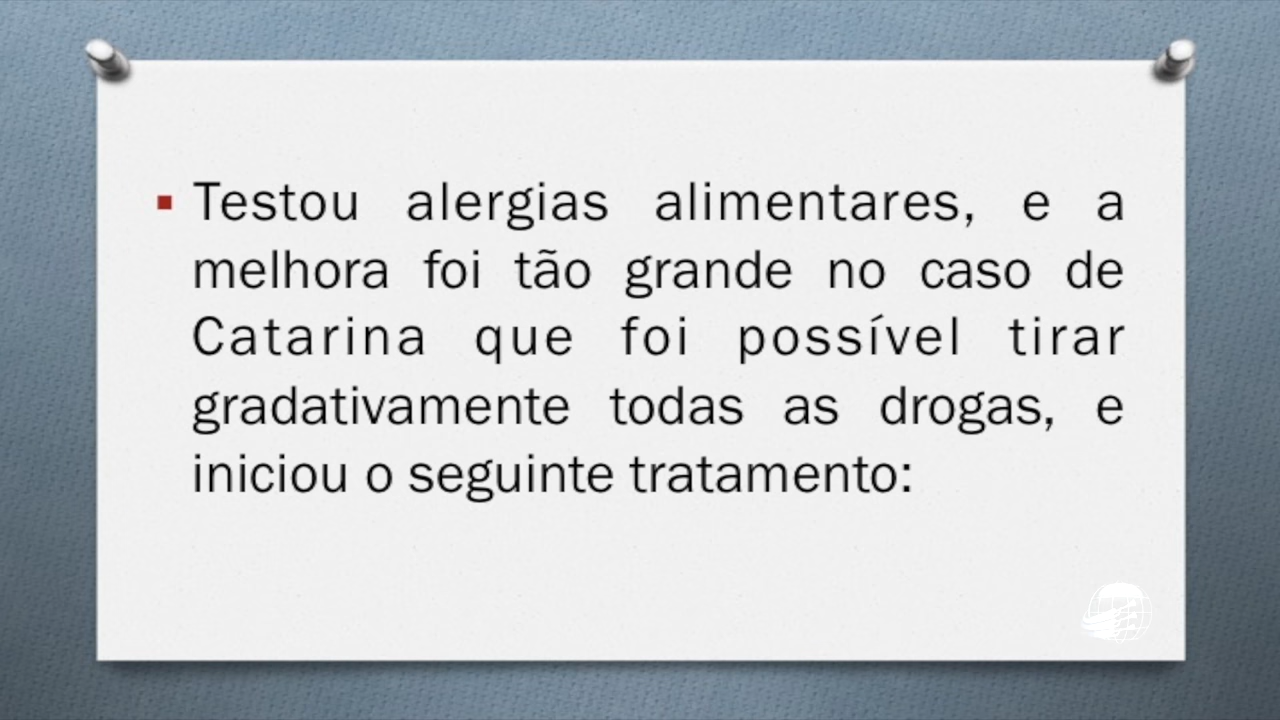 Testou alergias alimentares, e a
melhora foi tão grande no caso de
Catarina que foi possível tirar
gradativamente todas as drogas, e
iniciou o seguinte tratamento: